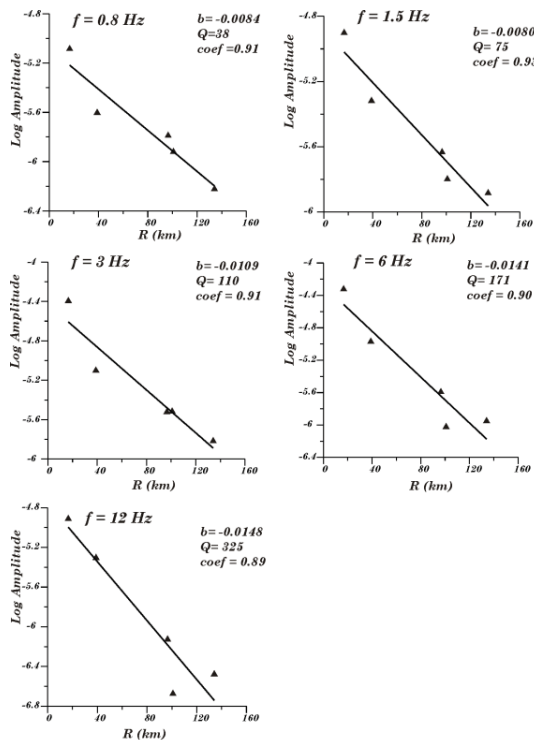 f = 0.8 Hz
b= -0.0084
Q=38
coef =0.91
-4.8
-5.2
-5.6
-6
-6.4
Log Amplitude
0 40 80 120 160
R (km)
f = 1.5 Hz
b= -0.0080
Q= 75
coef = 0.93
-4.8
-5.2
-5.6
-6
Log Amplitude
0 40 80 120 160
R (km)
f = 3 Hz
b= -0.0109
Q= 110
coef = 0.91
-4
-4.4
-4.8
-5.2
-5.6
-6
Log Amplitude
0 40 80 120 160
R (km)
f = 6 Hz
b= -0.0141
Q= 171
coef = 0.90
-4
-4.4
-4.8
-5.2
-5.6
-6
-6.4
Log Amplitude
0 40 80 120 160
R (km)
f = 12 Hz
b= -0.0148
Q= 325
coef = 0.89
-4.8
-5.2
-5.6
-6
-6.4
-6.8
Log Amplitude
0 40 80 120 160
R (km)